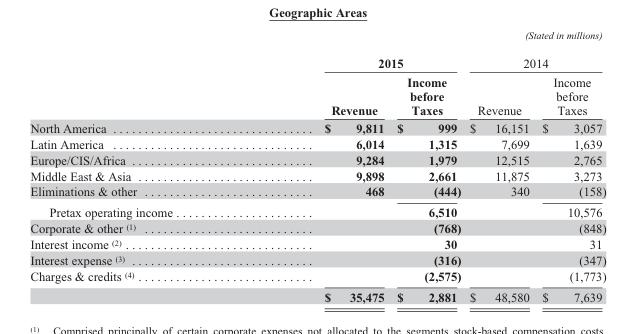 Geographic Areas
(Stated in millions)
2015 2014
Income Income
before before
Revenue Taxes Revenue Taxes
North America . . . . . . . . . . . . . . . . . . . . . . . . . . . . . . . . $ 9,811 $ 999 $ 16,151 $ 3,057
Latin America . . . . . . . . . . . . . . . . . . . . . . . . . . . . . . . . 6,014 1,315 7,699 1,639
Europe/CIS/Africa . . . . . . . . . . . . . . . . . . . . . . . . . . . . . 9,284 1,979 12,515 2,765
Middle East & Asia . . . . . . . . . . . . . . . . . . . . . . . . . . . . 9,898 2,661 11,875 3,273
Eliminations & other . . . . . . . . . . . . . . . . . . . . . . . . . . . 468 (444) 340 (158)
Pretax operating income . . . . . . . . . . . . . . . . . . . . . . 6,510 10,576
Corporate & other (1) . . . . . . . . . . . . . . . . . . . . . . . . . . . (768) (848)
Interest income (2) . . . . . . . . . . . . . . . . . . . . . . . . . . . . . 30 31
Interest expense (3) . . . . . . . . . . . . . . . . . . . . . . . . . . . . (316) (347)
Charges & credits (4) . . . . . . . . . . . . . . . . . . . . . . . . . . . (2,575) (1,773)
$ 35,475 $ 2,881 $ 48,580 $ 7,639
(1) Comprised principally of certain corporate expenses not allocated to the segments stock-based compensation costs